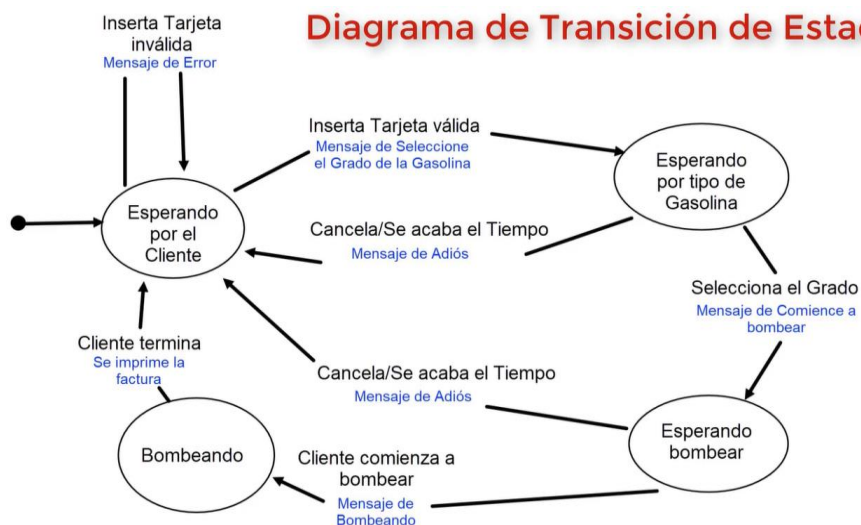 Diagrama de Transición de Estad
Inserta Tarjeta
inválida
Mensaje de Error
Inserta Tarjeta válida
Mensaje de Seleccione
el Grado de la Gasolina
Esperando
por tipo de
Gasolina
Esperando
por el
Cliente
Cancela/Se acaba el Tiempo
Mensaje de Adiós
Selecciona el Grado
Mensaje de Comience a
bombear
Cliente termina
Se imprime la
factura
Cancela/Se acaba el Tiempo
Mensaje de Adiós
Esperando
bombear
Bombeando
Cliente comienza a
bombear
Mensaje de
Bombeando